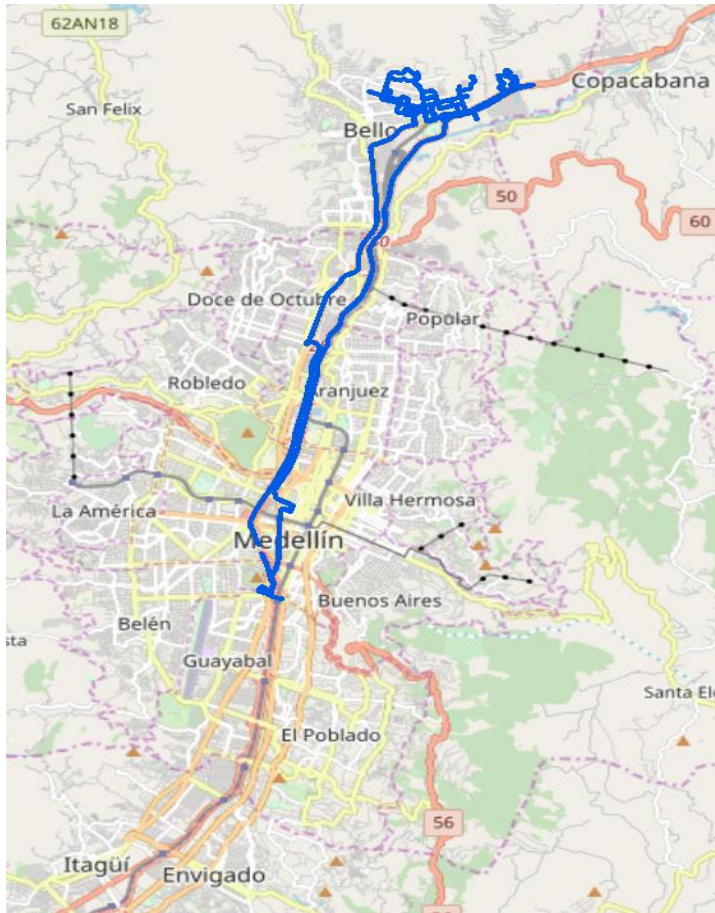 62AN18
Copacabana
San Felix
Bello
50
60
Doce de Octubre
Popular
Robledo
Aranjuez
La América
Villa Hermosa
Medellín
Buenos Aires
Belén
Guayabal
Santa Ele
El Poblado
56
Itagüí
Envigado